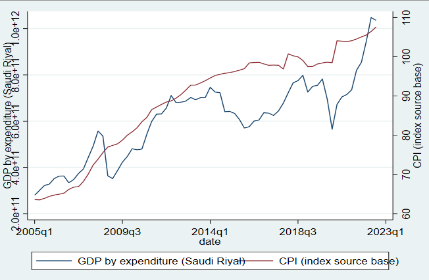 GDP by expenditure (Saudi Riyal)
2.0e+11
4.0e+11
6.0e+11
8.0e+11
1.0e+12
CPI (index source base)
60
70
80
90
100
110
2005q1 2009q3 2014q1 2018q3 2023q1
date
GDP by expenditure (Saudi Riyal) CPI (index source base)